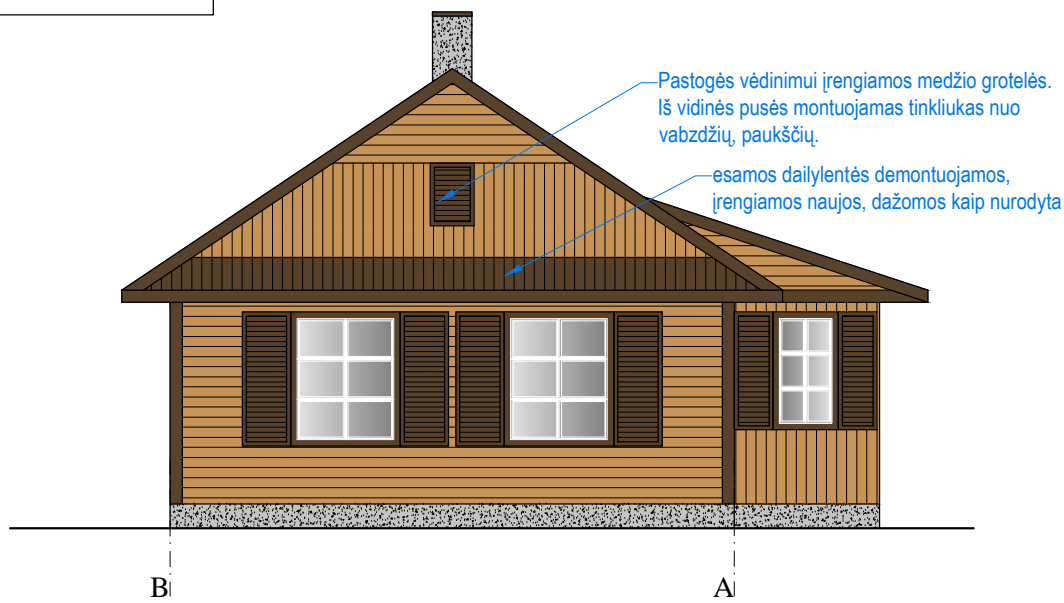 Pastogės vėdinimui įrengiamos medžio grotelės.
Iš vidinės pusės montuojamas tinkliukas nuo
vabzdžių, paukščių.
esamos dailylentės demontuojamos,
įrengiamos naujos, dažomos kaip nurodyta
B
A